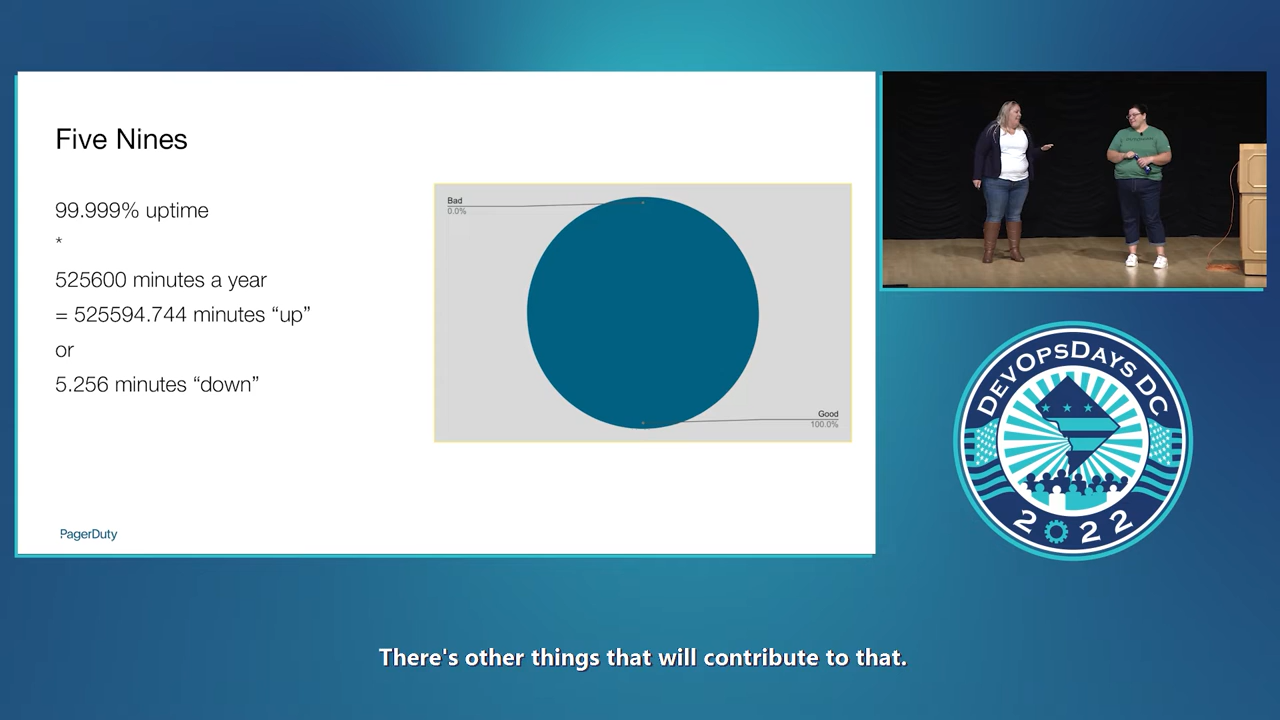 Five Nines
99.999% uptime
*
525600 minutes a year
= 525594.744 minutes “up”
or
5.256 minutes “down”
Bad
0.0%
Good
100.0%
PagerDuty
DEVOPSDAYS DC
2022
There's other things that will contribute to that.